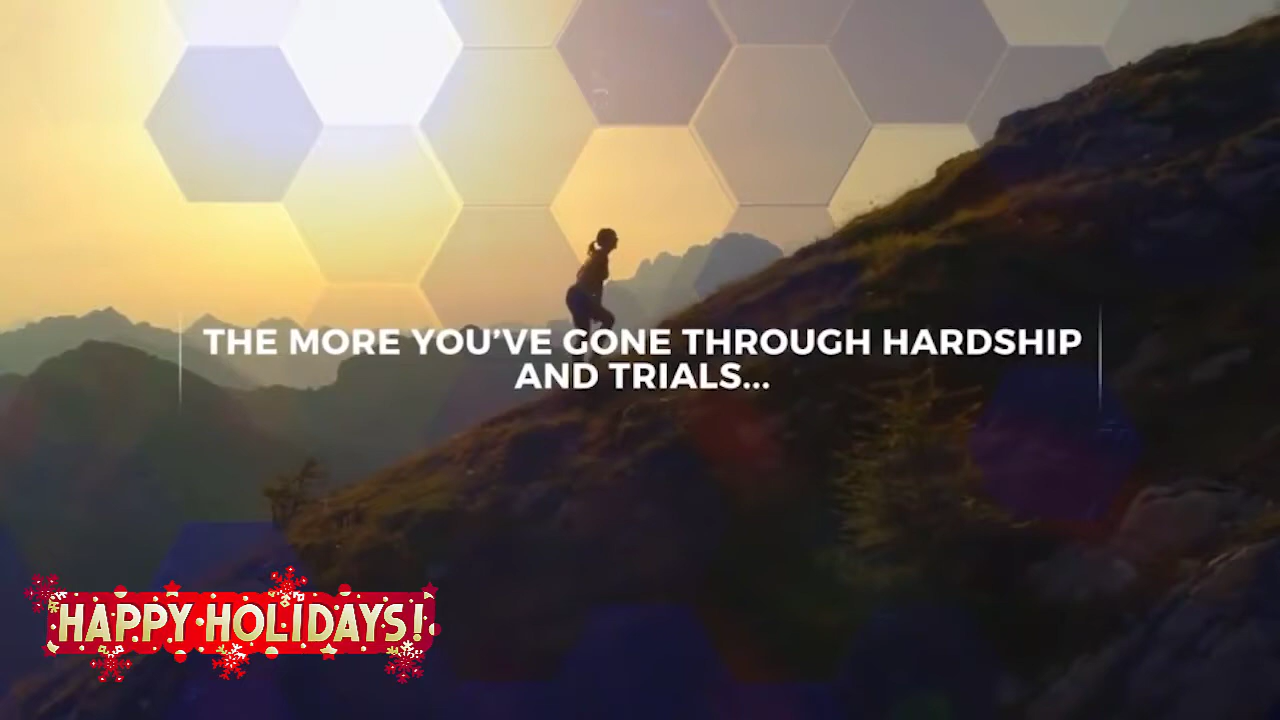 THE MORE YOU’VE GONE THROUGH HARDSHIP
AND TRIALS...
HAPPY HOLIDAYS!